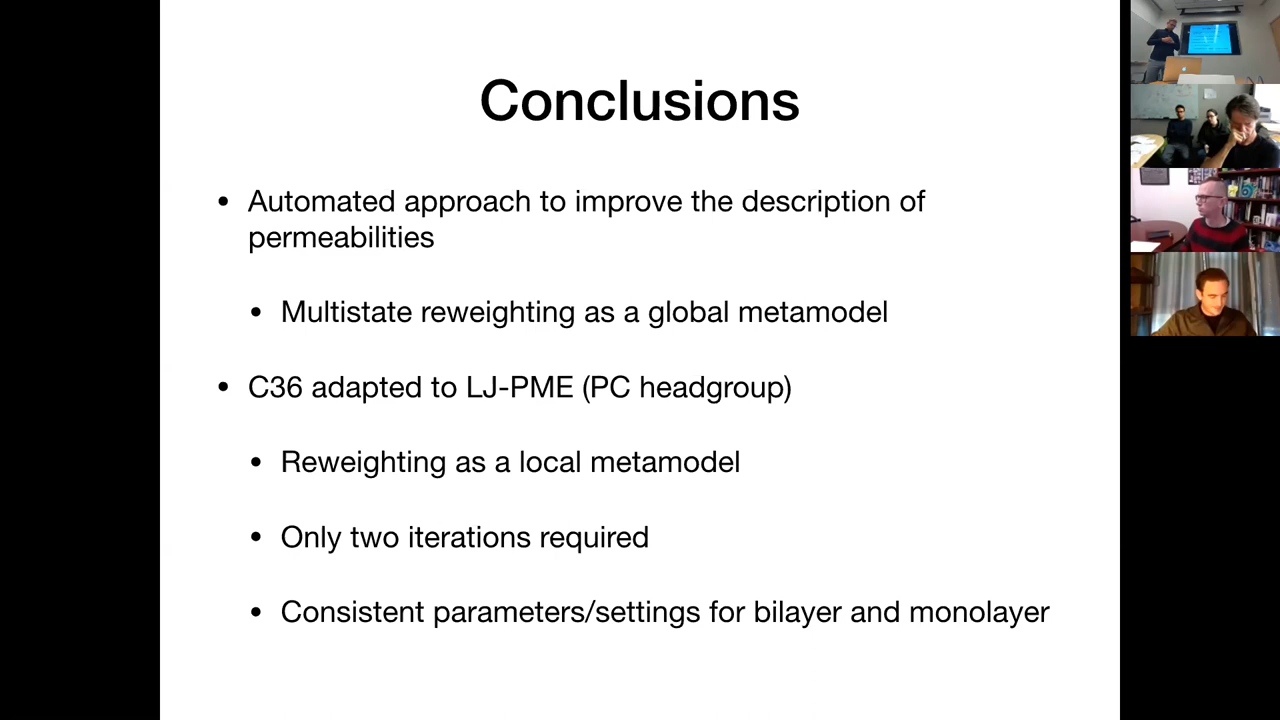 Conclusions
• Automated approach to improve the description of
permeabilities
• Multistate reweighting as a global metamodel
• C36 adapted to LJ-PME (PC headgroup)
• Reweighting as a local metamodel
• Only two iterations required
• Consistent parameters/settings for bilayer and monolayer